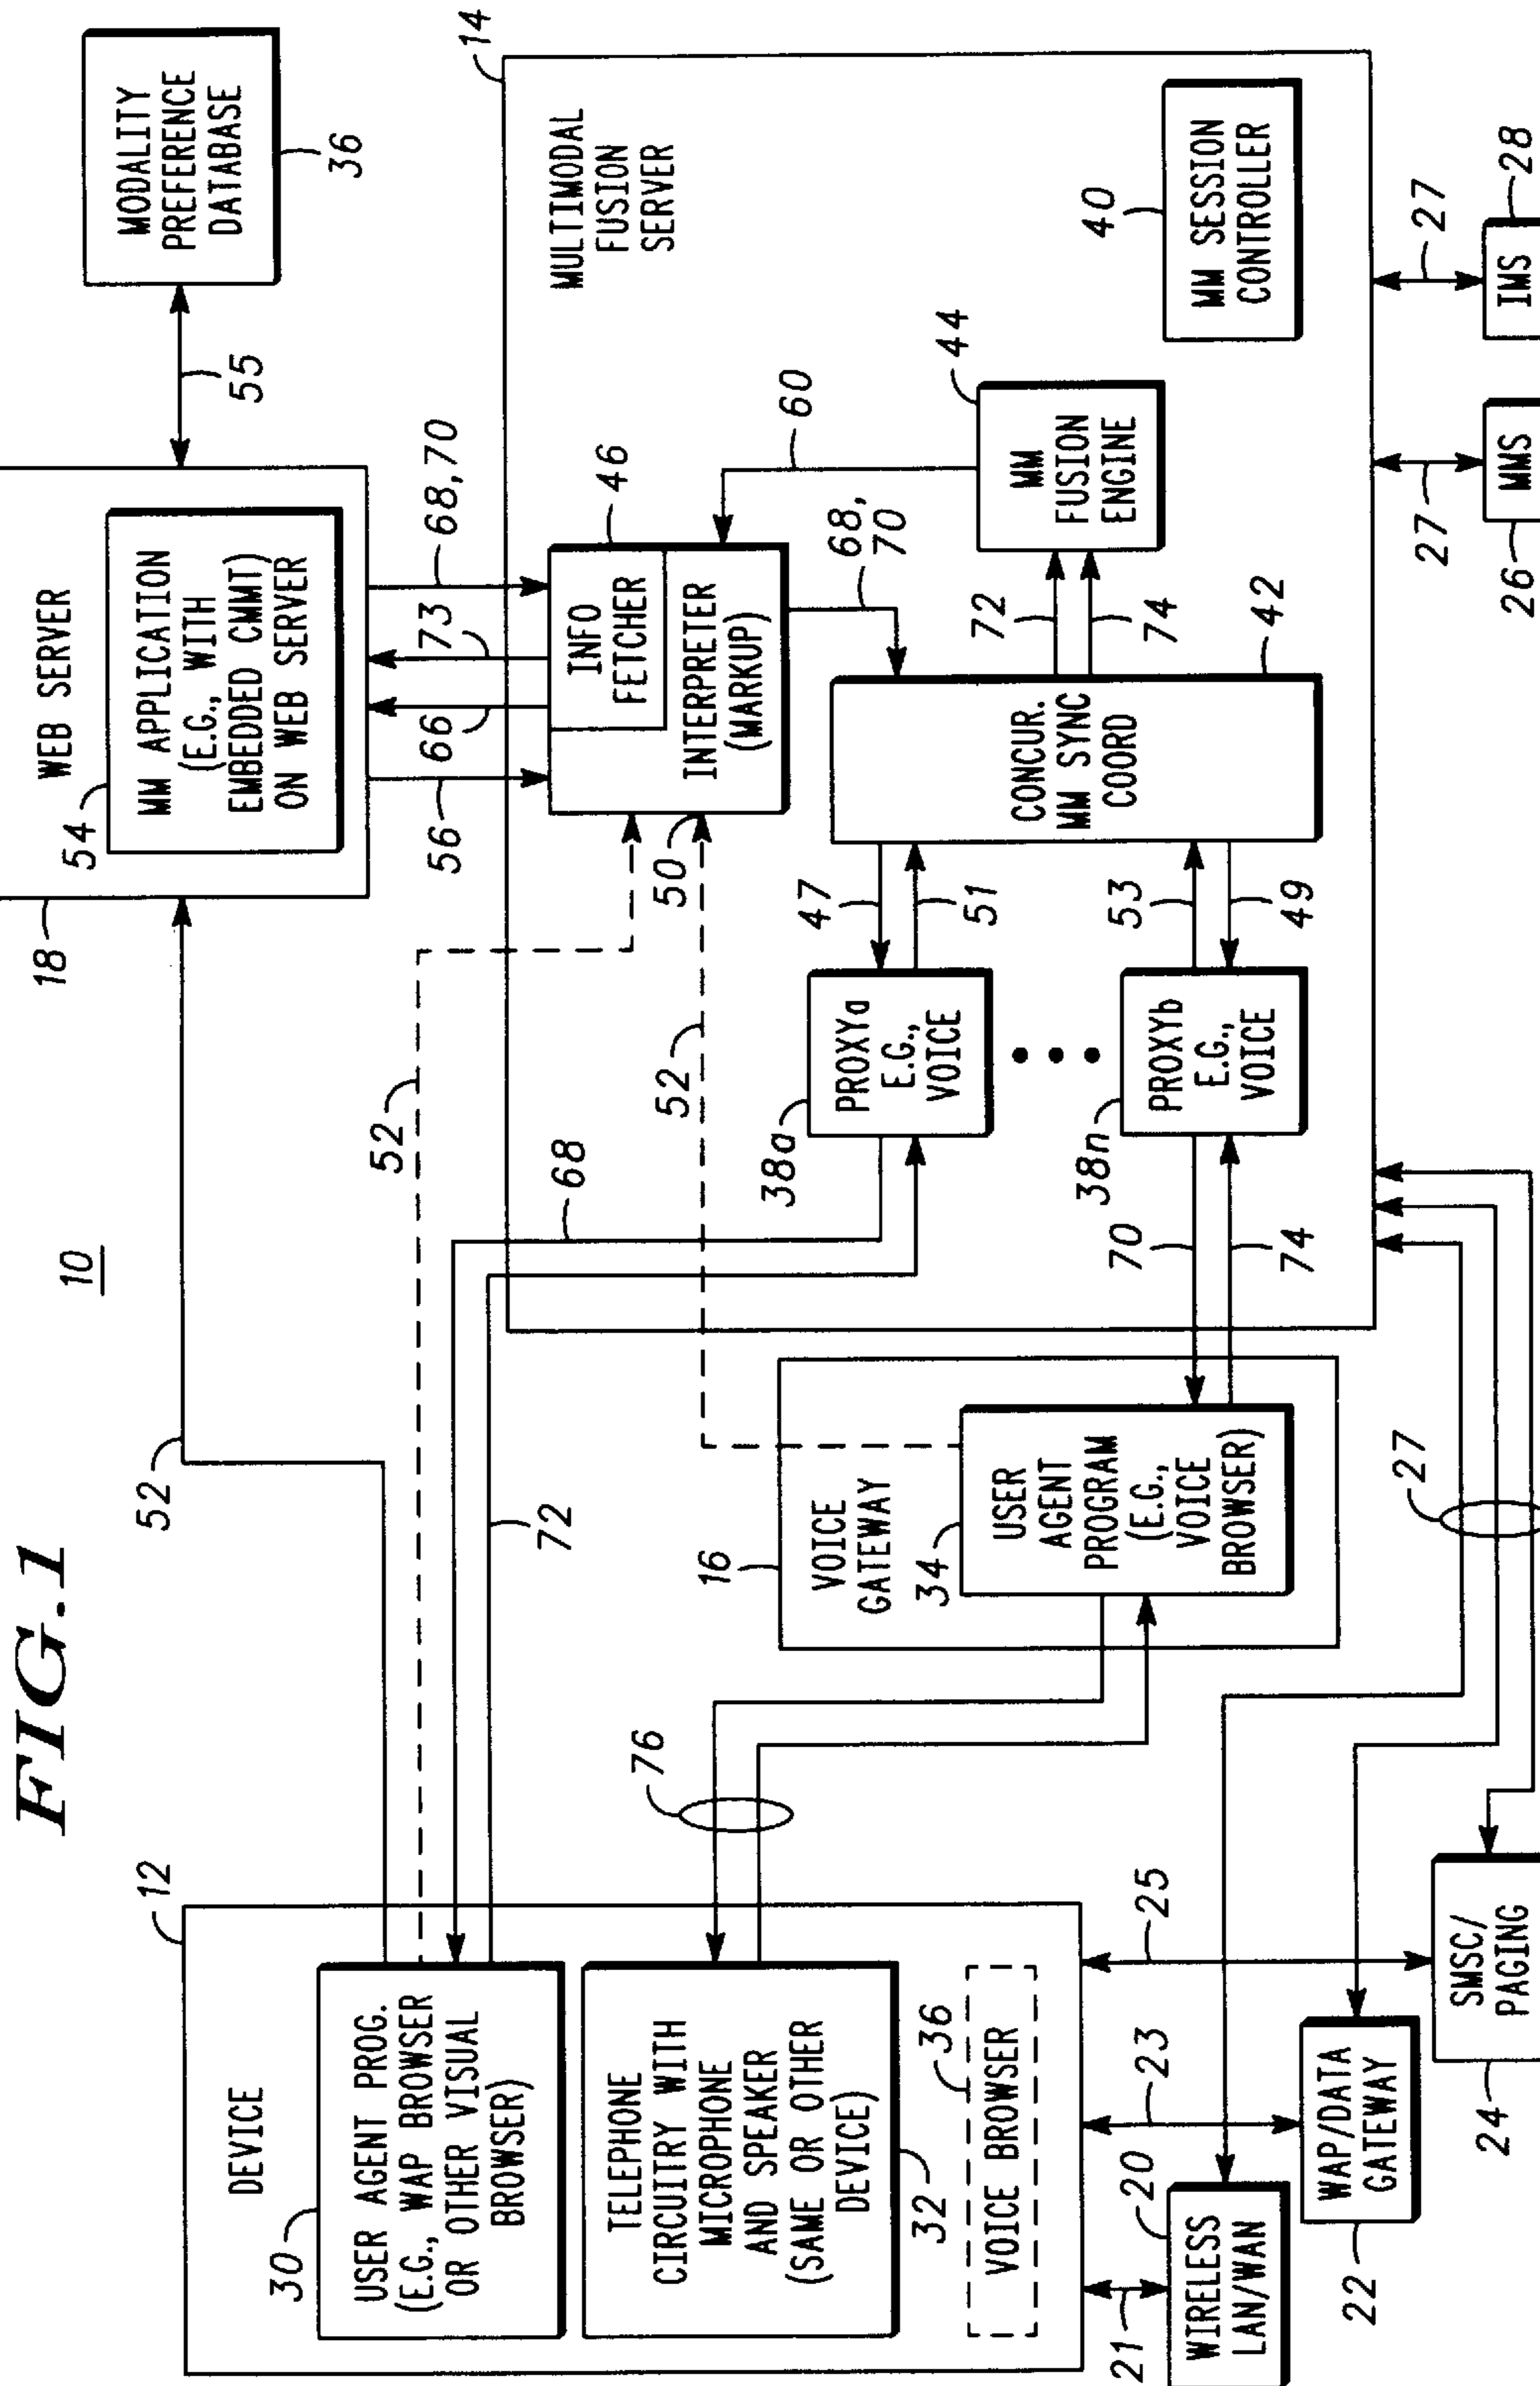 FIG.1
10
12
DEVICE
30
USER AGENT PROG.
(E.G., WAP BROWSER
OR OTHER VISUAL
BROWSER)
TELEPHONE
CIRCUITRY WITH
MICROPHONE
AND SPEAKER
(SAME OR OTHER
DEVICE)
32
36
VOICE BROWSER
52
52
68
72
76
52
18
WEB SERVER
54
MM APPLICATION
(E.G., WITH
EMBEDDED CMMT)
ON WEB SERVER
55
MODALITY
PREFERENCE
DATABASE
36
56
66
73
68,70
14
MULTIMODAL
FUSION
SERVER
46
INFO
FETCHER
INTERPRETER
(MARKUP)
50
60
68,
70
44
MM
FUSION
ENGINE
72
74
40
MM SESSION
CONTROLLER
CONCUR.
MM SYNC
COORD
42
47
51
53
49
38a
PROXYa
E.G.,
VOICE
38n
PROXYb
E.G.,
VOICE
70
74
16
VOICE
GATEWAY
34
USER
AGENT
PROGRAM
(E.G.,
VOICE
BROWSER)
21
20
WIRELESS
LAN/WAN
23
WAP/DATA
GATEWAY
22
25
SMSC/
PAGING
24
27
27
MMS
26
27
IMS
28